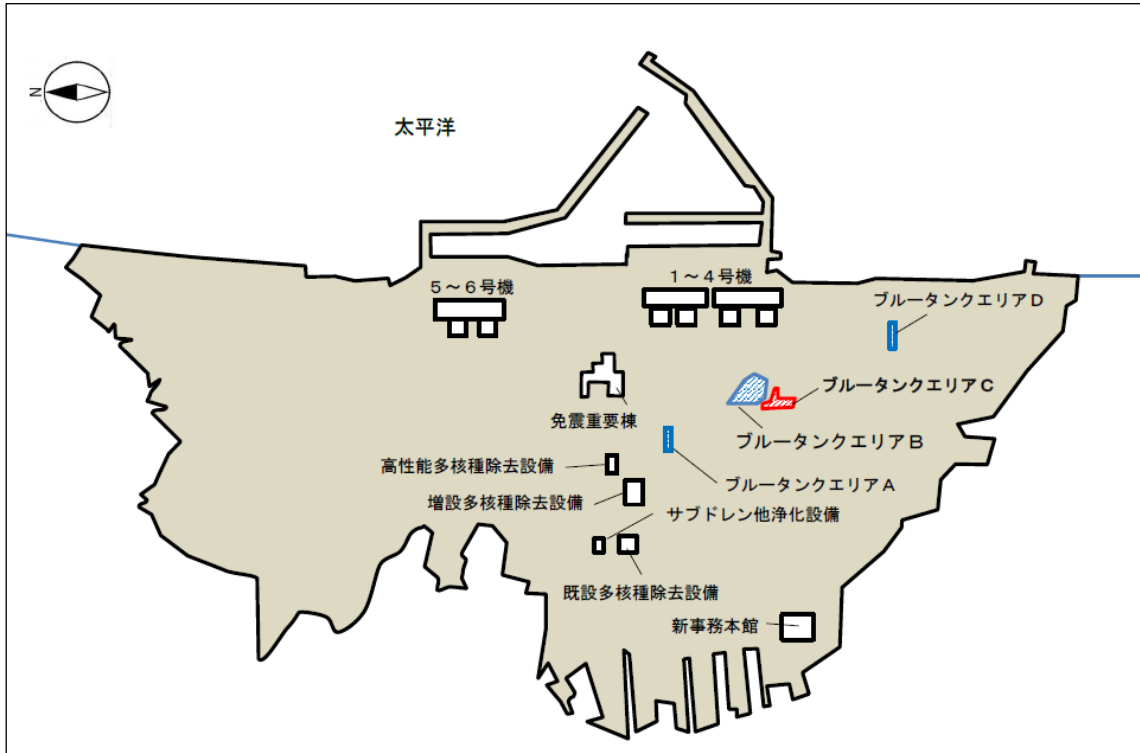 N
太平洋
5～6号機
1～4号機
ブルータンクエリアD
ブルータンクエリアC
免震重要棟
ブルータンクエリアB
高性能多核種除去設備
ブルータンクエリアA
増設多核種除去設備
サブドレン他浄化設備
既設多核種除去設備
新事務本館